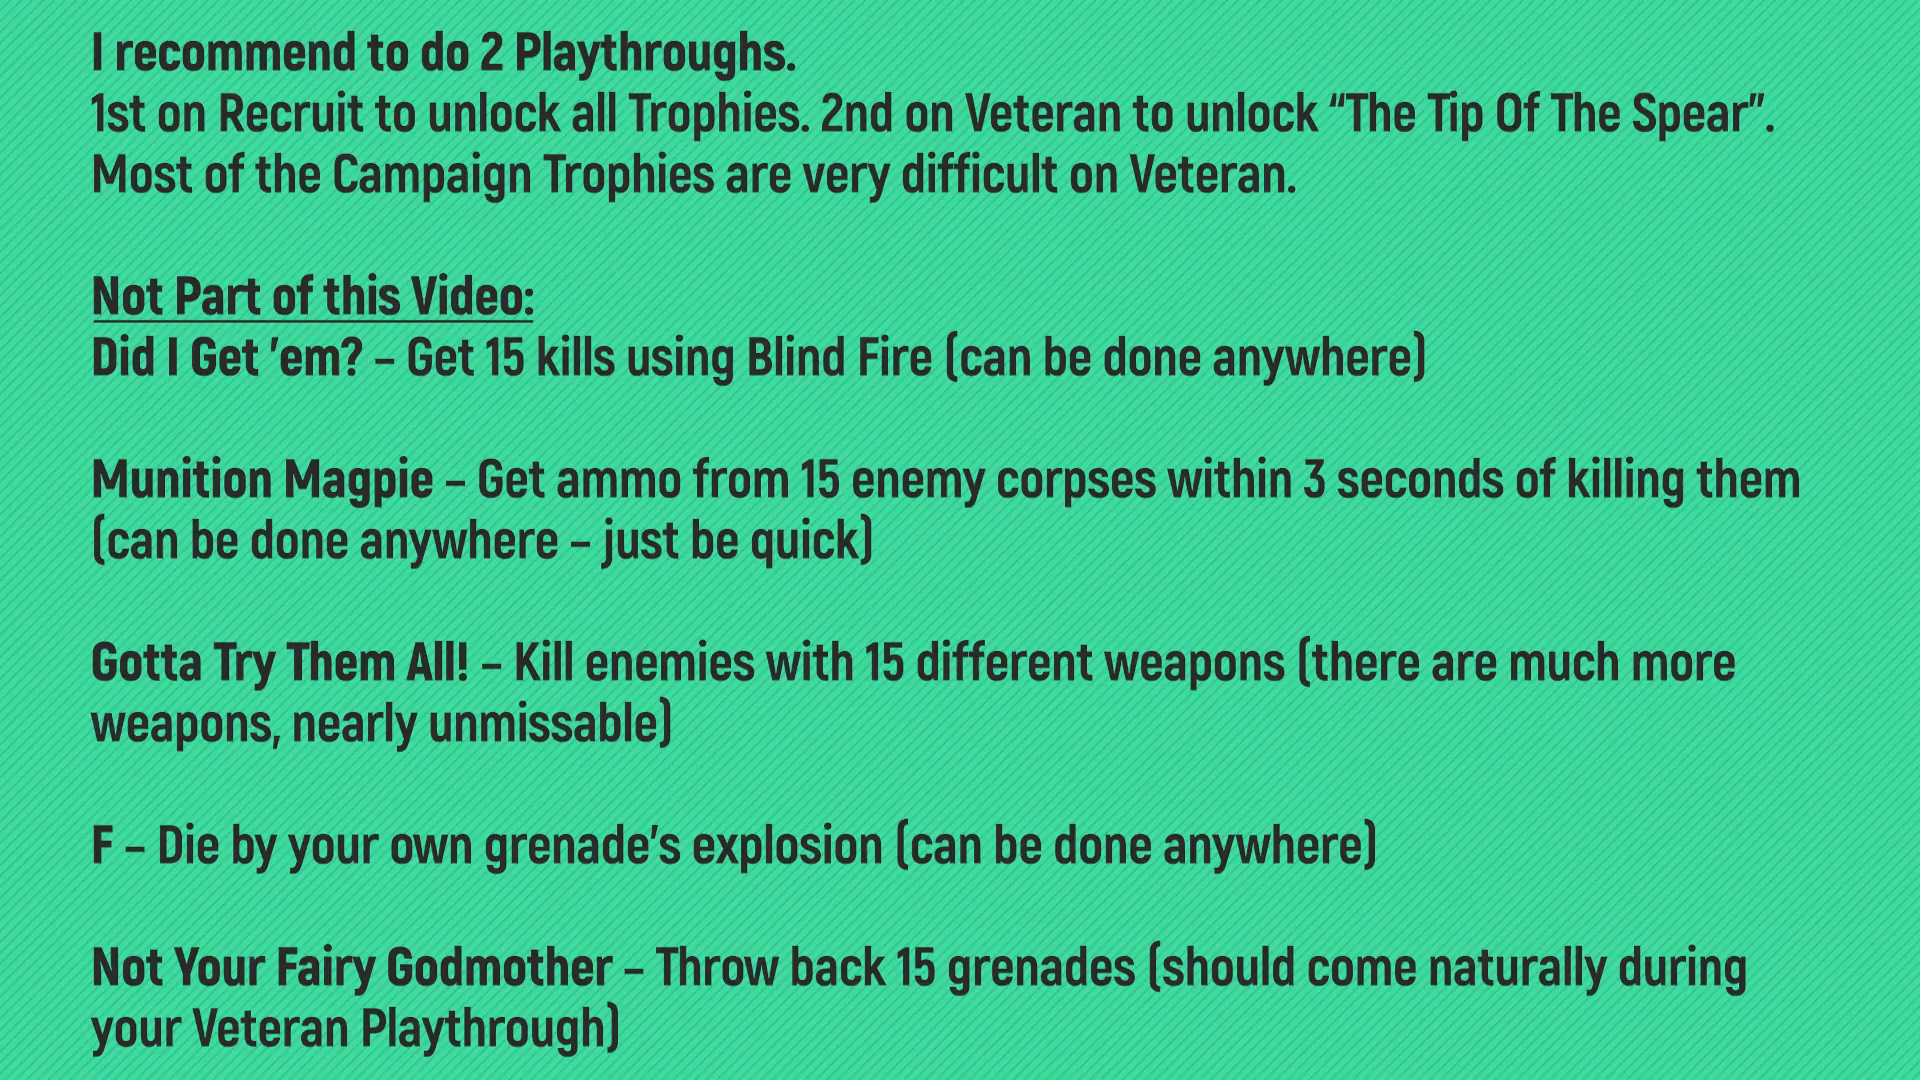 I recommend to do 2 Playthroughs.
1st on Recruit to unlock all Trophies. 2nd on Veteran to unlock “The Tip Of The Spear”.
Most of the Campaign Trophies are very difficult on Veteran.
Not Part of this Video:
Did I Get ’em? – Get 15 kills using Blind Fire (can be done anywhere)
Munition Magpie – Get ammo from 15 enemy corpses within 3 seconds of killing them
(can be done anywhere – just be quick)
Gotta Try Them All! – Kill enemies with 15 different weapons (there are much more
weapons, nearly unmissable)
F – Die by your own grenade’s explosion (can be done anywhere)
Not Your Fairy Godmother – Throw back 15 grenades (should come naturally during
your Veteran Playthrough)